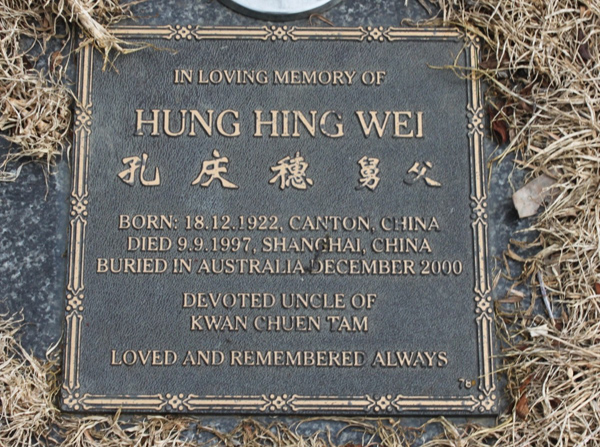 IN LOVING MEMORY OF
HUNG HING WEI
孔庆穗舅父
BORN: 18.12.1922, CANTON, CHINA
DIED 9.9.1997, SHANGHAI, CHINA
BURIED IN AUSTRALIA DECEMBER 2000
DEVOTED UNCLE OF
KWAN CHUEN TAM
LOVED AND REMEMBERED ALWAYS